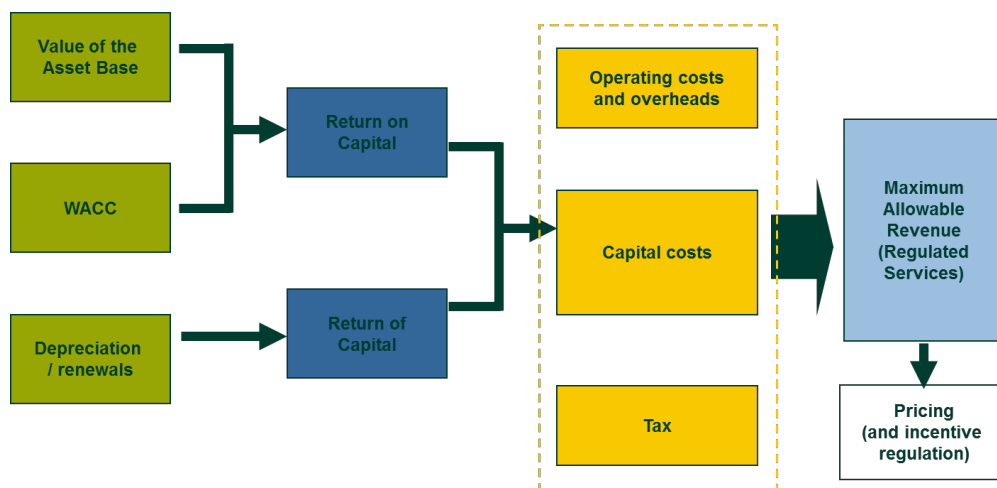 Value of the
Asset Base
WACC
Depreciation
/ renewals
Return on
Capital
Return of
Capital
Operating costs
and overheads
Capital costs
Tax
Maximum
Allowable
Revenue
(Regulated
Services)
Pricing
(and incentive
regulation)